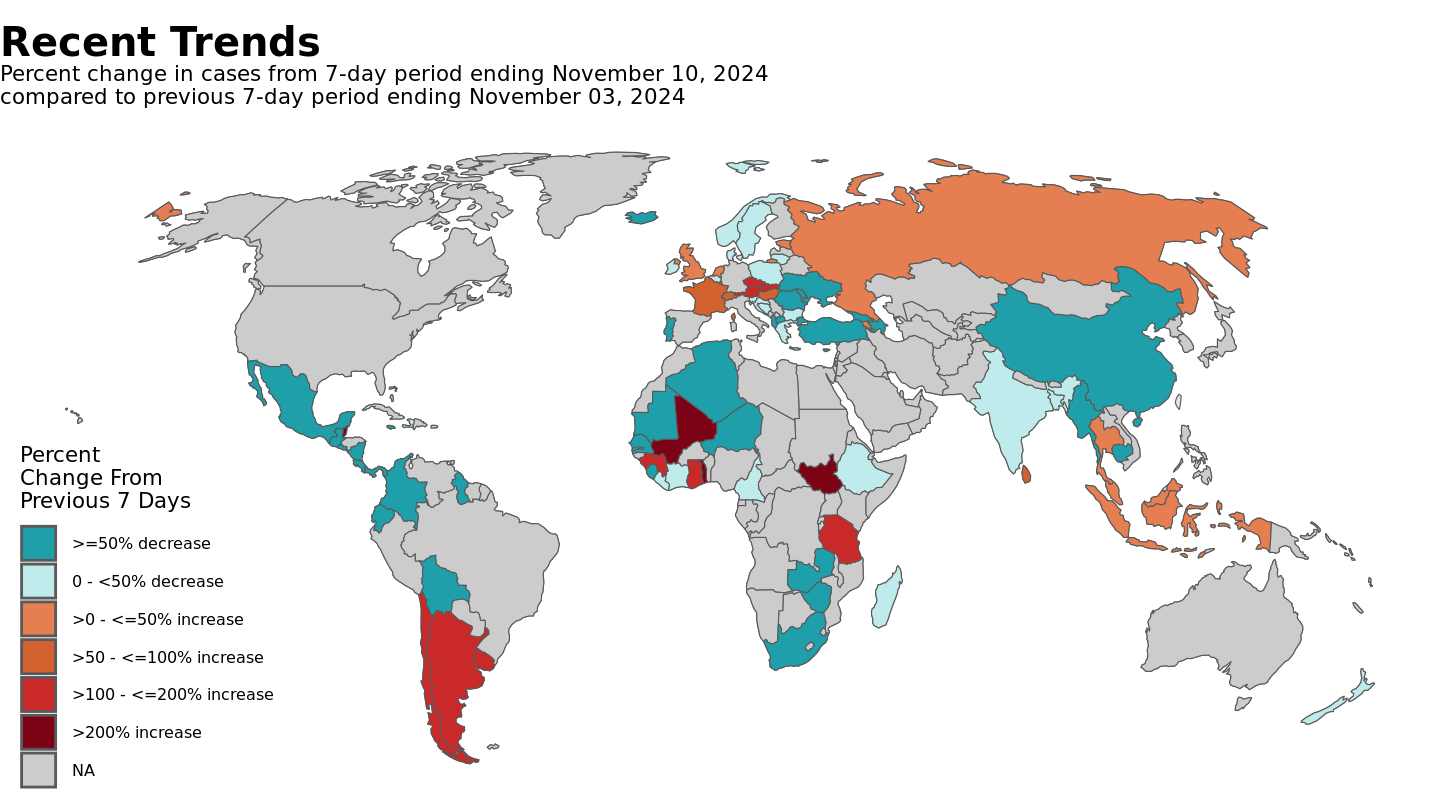 Recent Trends
Percent change in cases from 7-day period ending November 10, 2024
compared to previous 7-day period ending November 03, 2024
Percent
Change From
Previous 7 Days
>=50% decrease
0 - <50% decrease
>0 - <=50% increase
>50 - <=100% increase
>100 - <=200% increase
>200% increase
NA